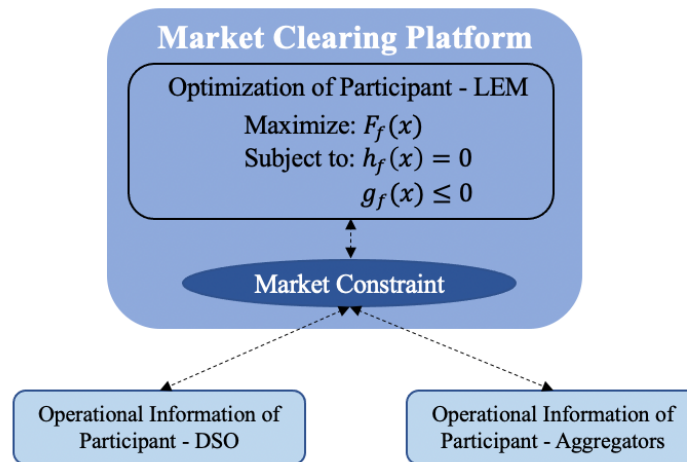 Market Clearing Platform
Optimization of Participant - LEM
Maximize: F_f(x)
Subject to: h_f(x) = 0
g_f(x) ≤ 0
Market Constraint
Operational Information of
Participant - DSO
Operational Information of
Participant - Aggregators